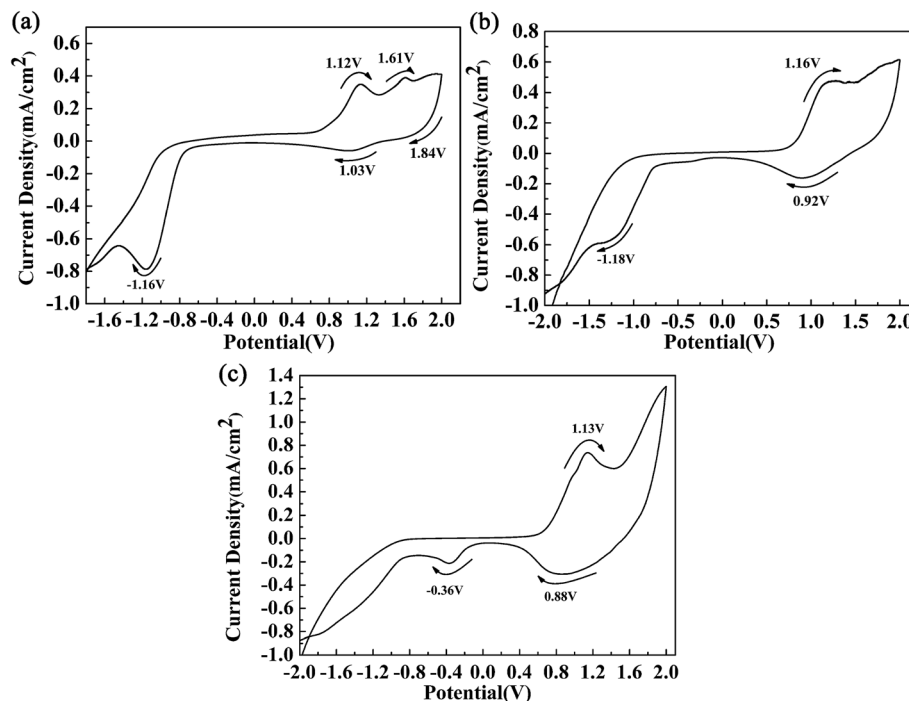 (a)
0.6
0.4
0.2
0.0
-0.2
-0.4
-0.6
-0.8
-1.0
Current Density(mA/cm²)
1.12V
1.61V
1.84V
1.03V
-1.16V
-1.6 -1.2 -0.8 -0.4 0.0 0.4 0.8 1.2 1.6 2.0
Potential(V)
(b)
0.8
0.6
0.4
0.2
0.0
-0.2
-0.4
-0.6
-0.8
-1.0
Current Density(mA/cm²)
1.16V
0.92V
-1.18V
-2.0 -1.5 -1.0 -0.5 0.0 0.5 1.0 1.5 2.0
Potential(V)
(c)
1.4
1.2
1.0
0.8
0.6
0.4
0.2
0.0
-0.2
-0.4
-0.6
-0.8
-1.0
Current Density(mA/cm²)
1.13V
-0.36V
0.88V
-2.0 -1.6 -1.2 -0.8 -0.4 0.0 0.4 0.8 1.2 1.6 2.0
Potential(V)